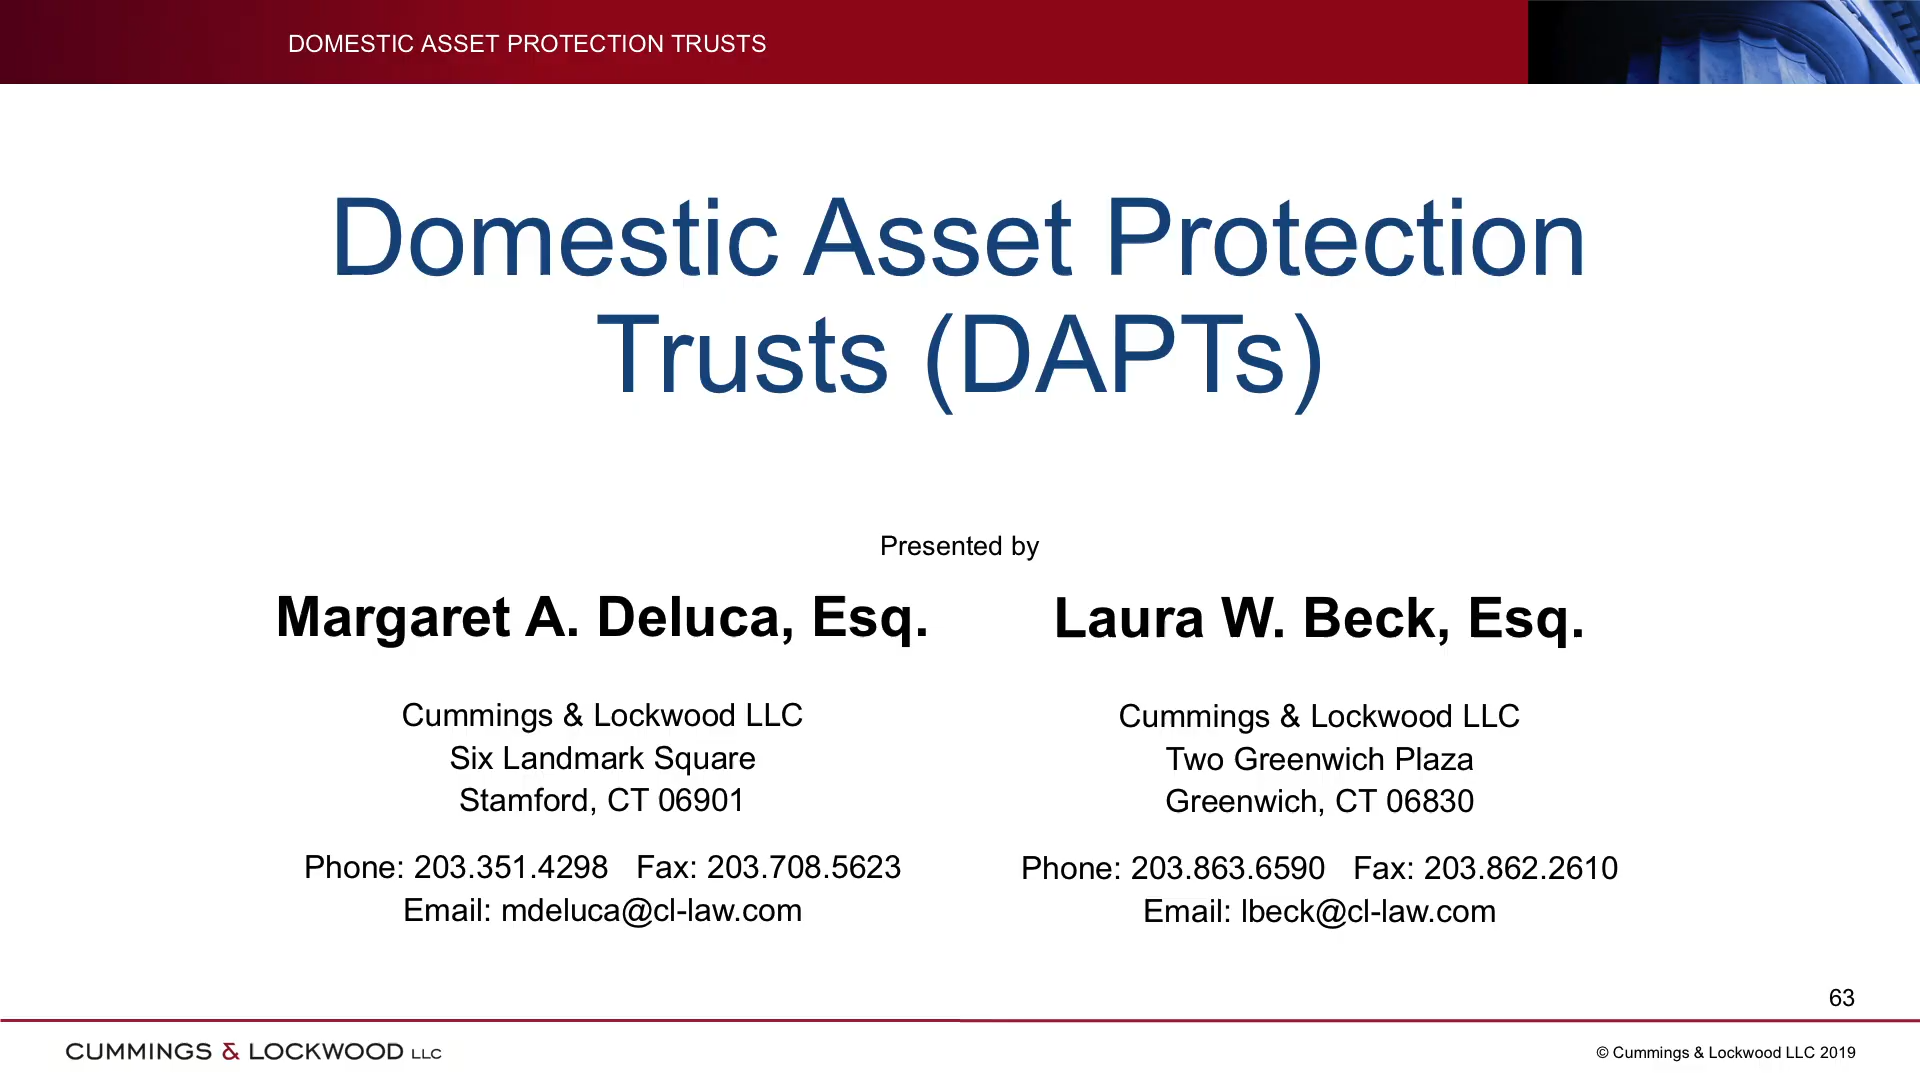 DOMESTIC ASSET PROTECTION TRUSTS
Domestic Asset Protection
Trusts (DAPTs)
Presented by
Margaret A. Deluca, Esq.
Cummings & Lockwood LLC
Six Landmark Square
Stamford, CT 06901
Phone: 203.351.4298 Fax: 203.708.5623
Email: mdeluca@cl-law.com
Laura W. Beck, Esq.
Cummings & Lockwood LLC
Two Greenwich Plaza
Greenwich, CT 06830
Phone: 203.863.6590 Fax: 203.862.2610
Email: lbeck@cl-law.com
63
CUMMINGS & LOCKWOOD LLC
© Cummings & Lockwood LLC 2019